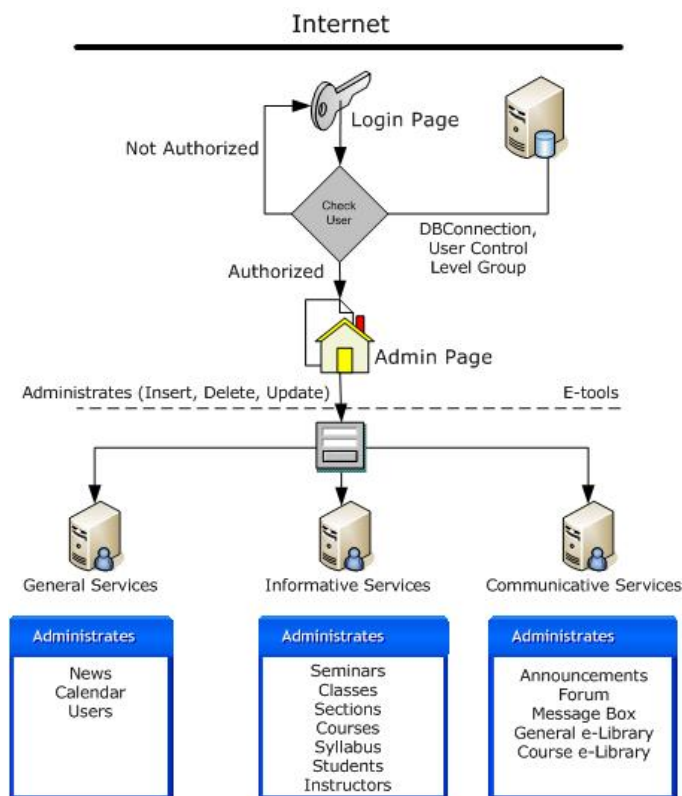 Internet
Login Page
Not Authorized
Check
User
DBConnection,
User Control
Level Group
Authorized
Admin Page
Administrates (Insert, Delete, Update)
E-tools
General Services
Informative Services
Communicative Services
Administrates
News
Calendar
Users
Administrates
Seminars
Classes
Sections
Courses
Syllabus
Students
Instructors
Administrates
Announcements
Forum
Message Box
General e-Library
Course e-Library